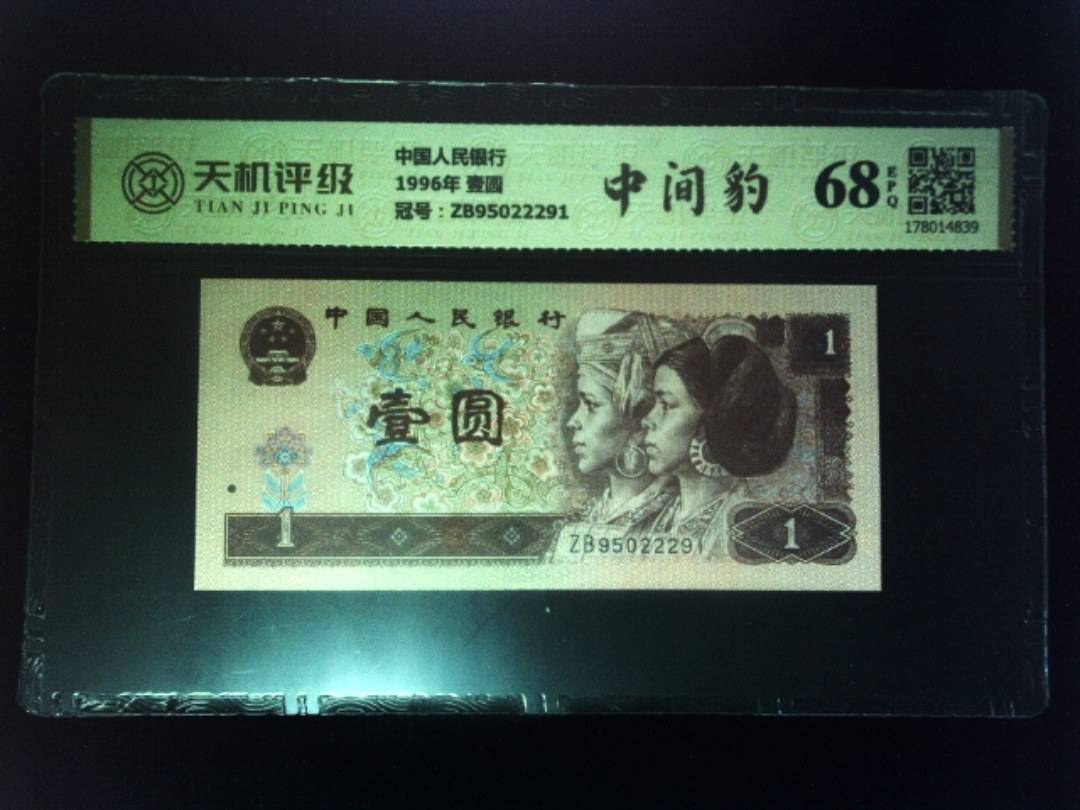 天机评级
TIAN JI PING JI
中国人民银行
1996年 壹圆
冠号：ZB95022291
中间豹
68
EPQ
178014839
中国人民银行
1
壹圆
1
ZB95022291
1